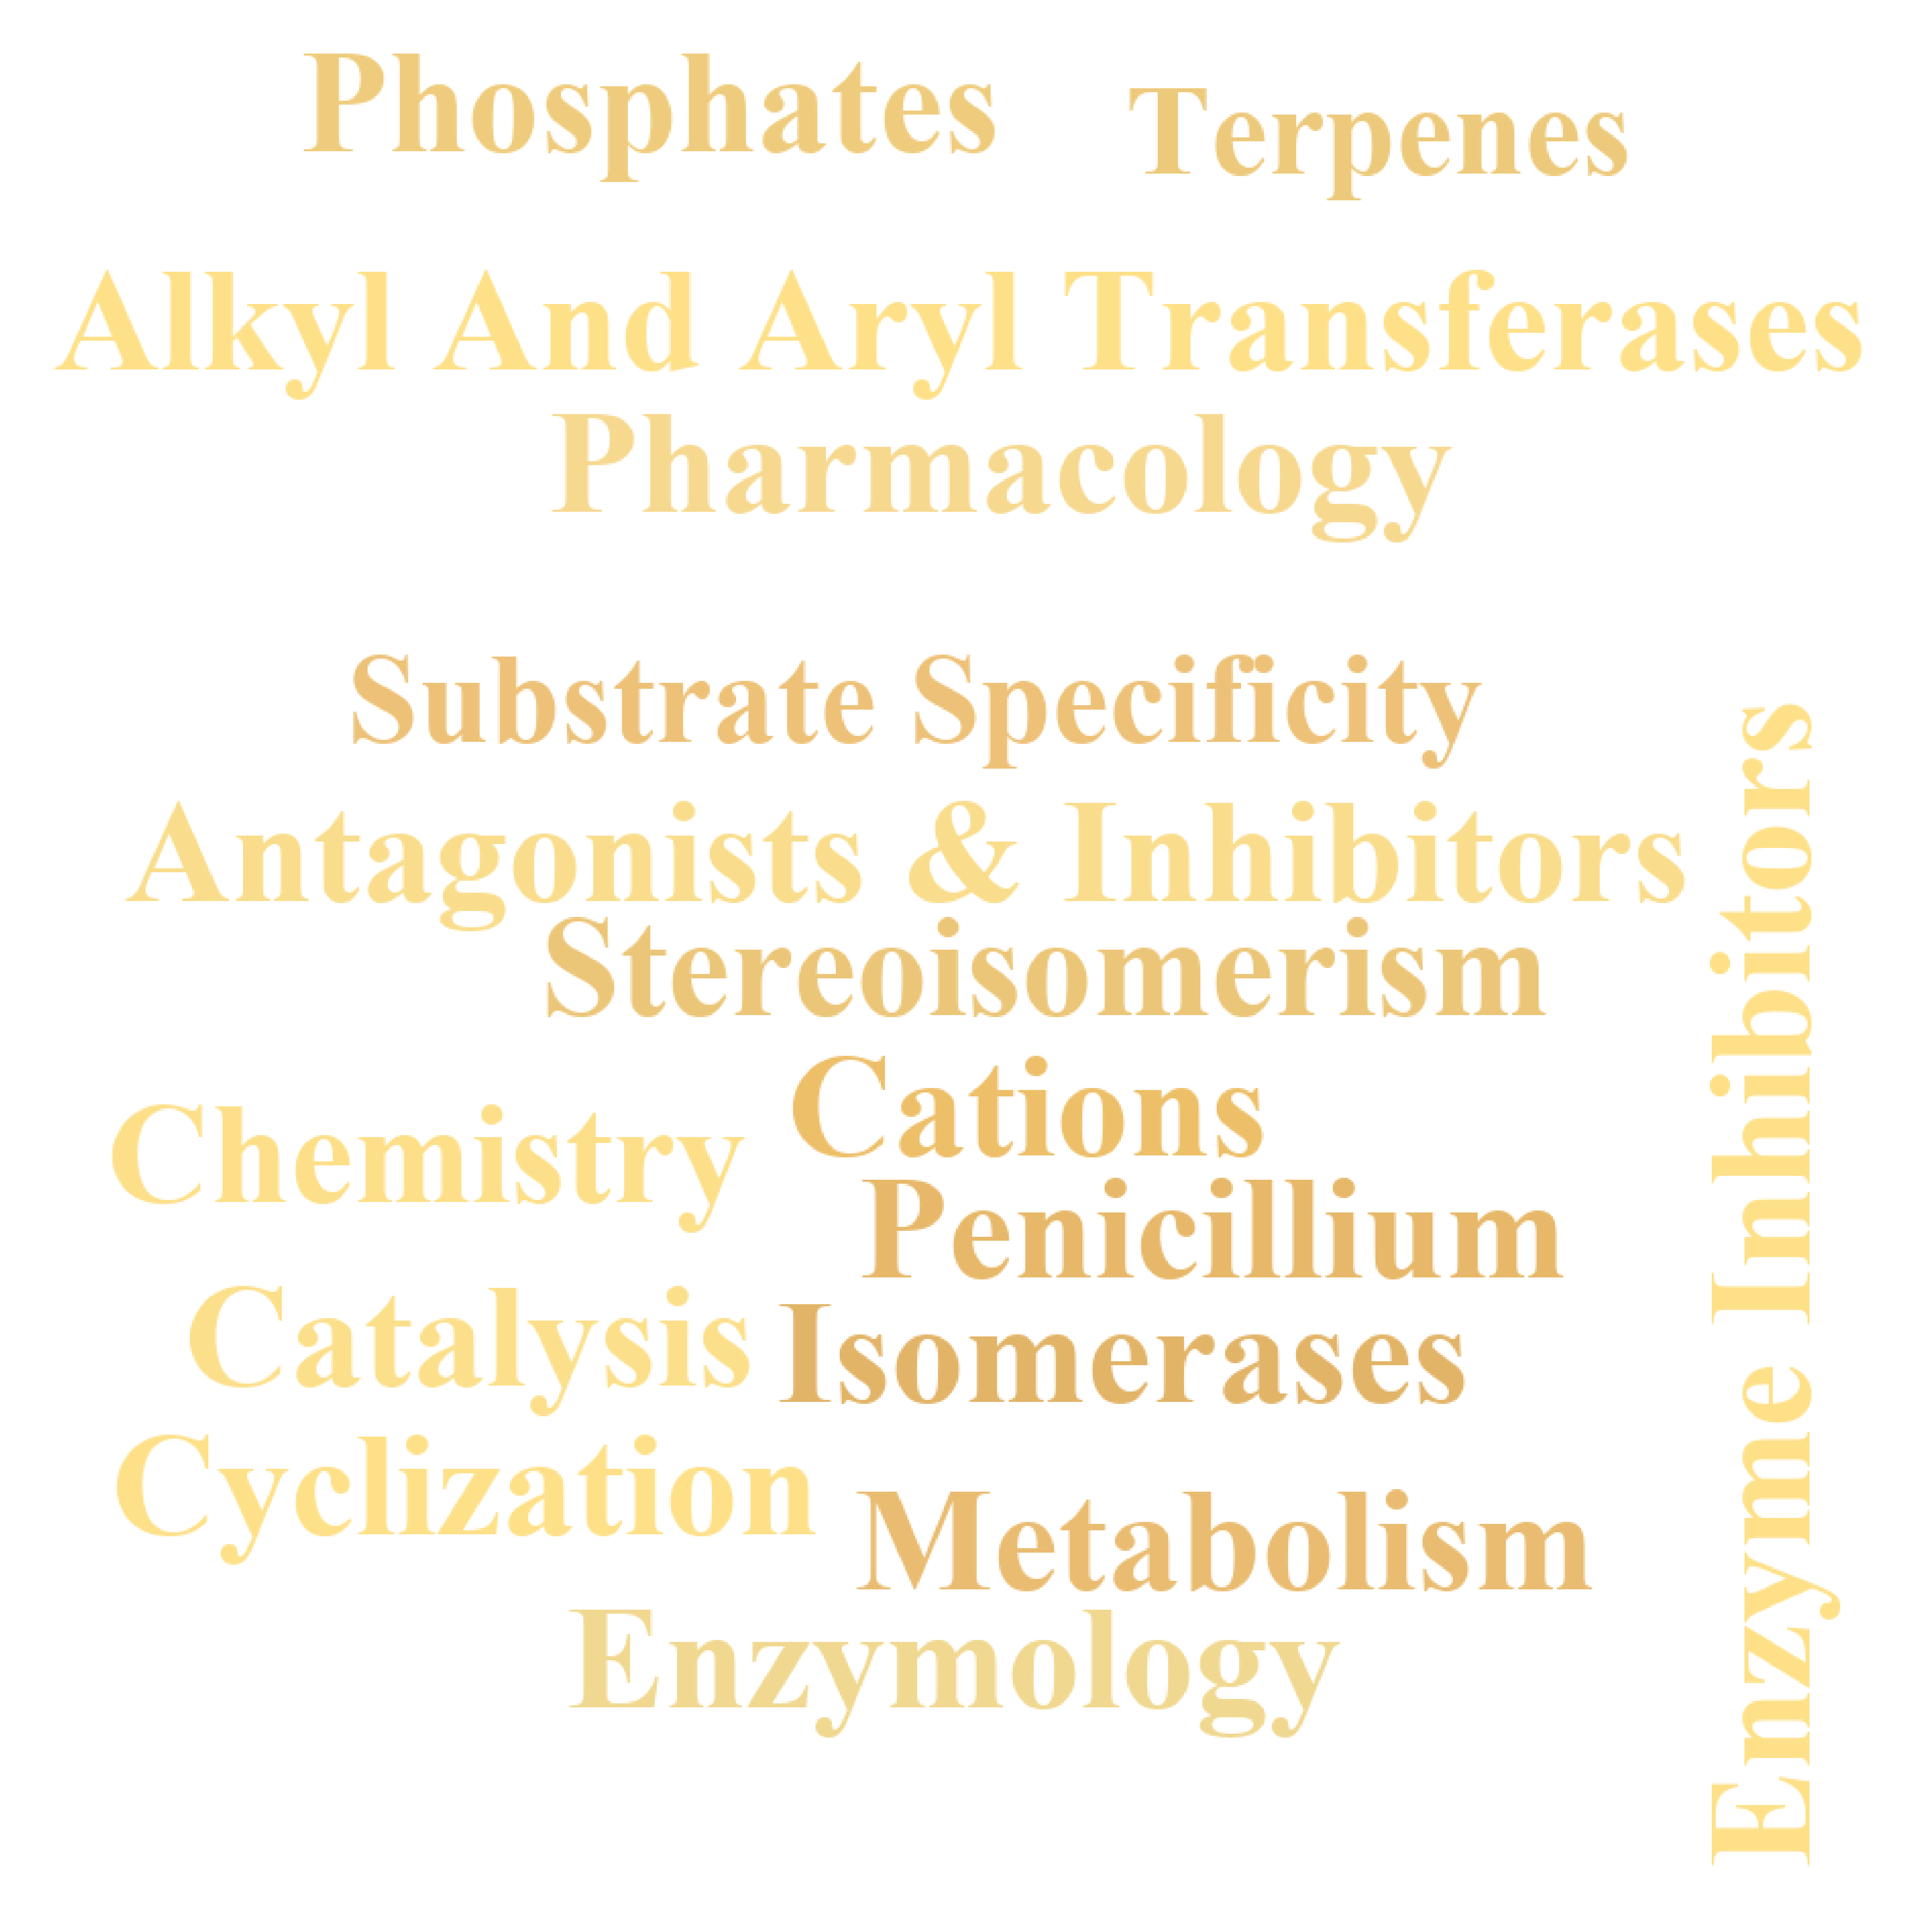 Phosphates
Terpenes
Alkyl And Aryl Transferases
Pharmacology
Substrate Specificity
Antagonists & Inhibitors
Stereoisomerism
Cations
Chemistry
Penicillium
Catalysis
Isomerases
Cyclization
Metabolism
Enzymology
Enzyme Inhibitors